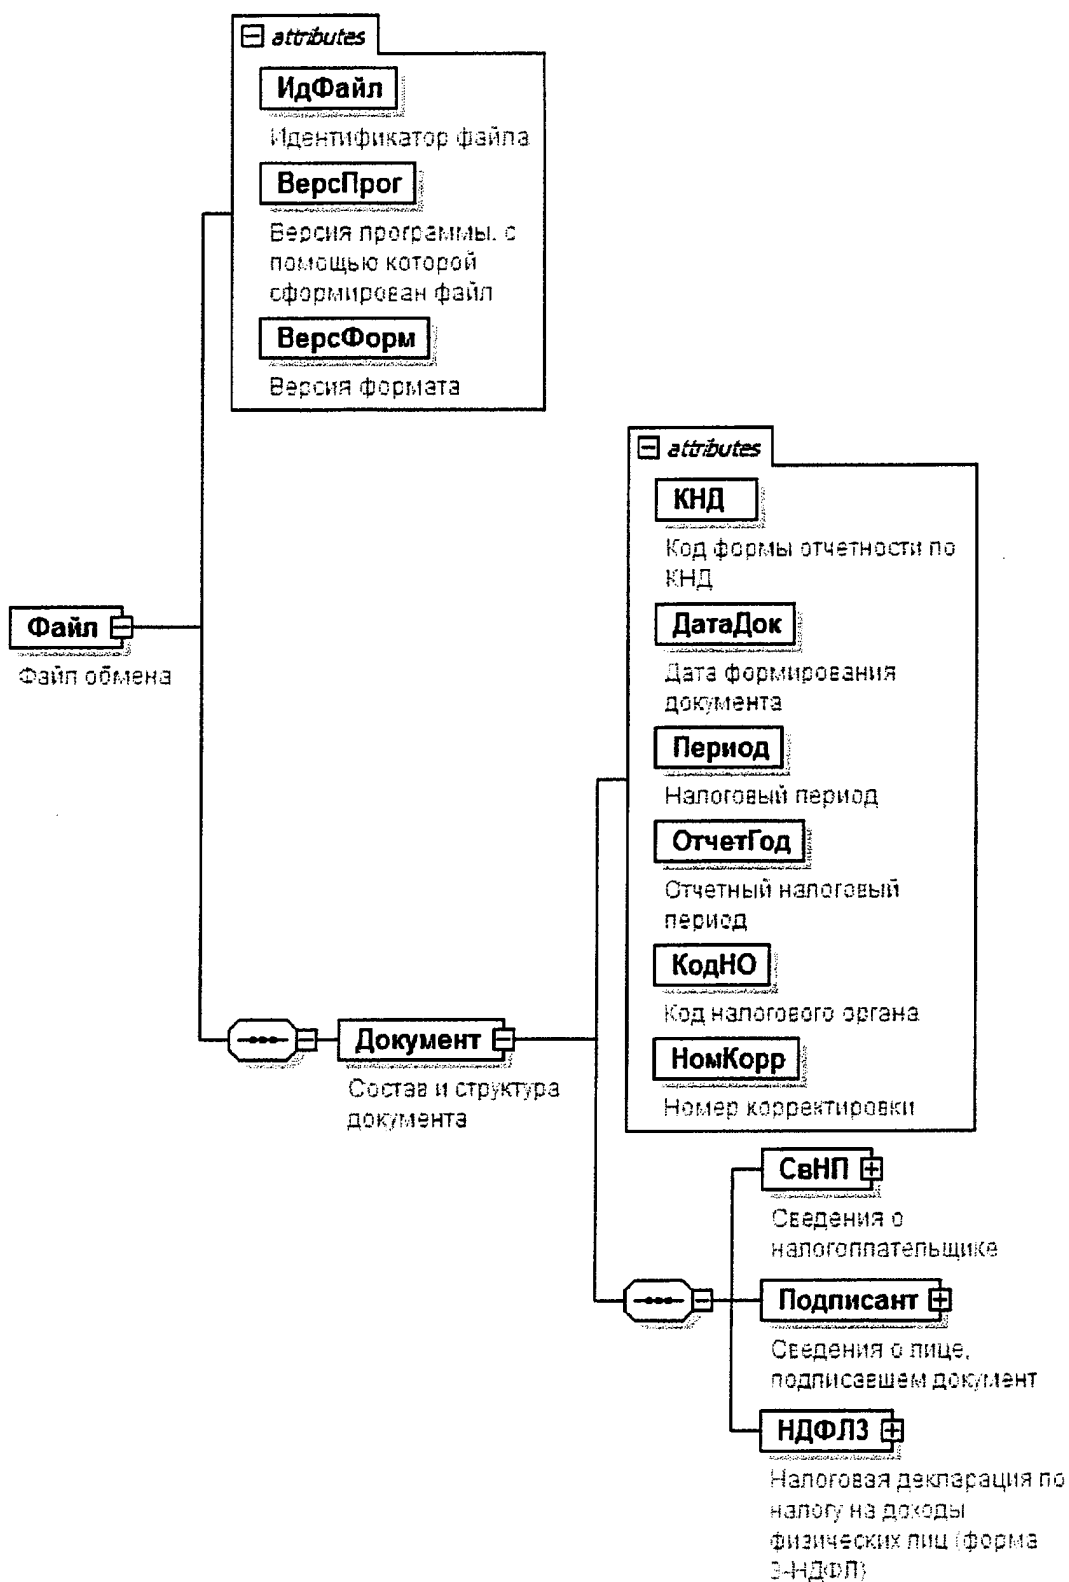 attributes
ИдФайл
Идентификатор файла
ВерсПрог
Версия программы, с
помощью которой
сформирован файл
ВерсФорм
Версия формата
attributes
КНД
Код формы отчетности по
КНД
ДатаДок
Дата формирования
документа
Период
Налоговый период
ОтчетГод
Отчетный налоговый
период
КодНО
Код налогового органа
НомКорр
Номер корректировки
Файл
Файл обмена
Документ
Состав и структура
документа
СвНП
Сведения о
налогоплательщике
Подписант
Сведения о лице,
подписавшем документ
НДФЛ3
Налоговая декларация по
налогу на доходы
физических лиц (форма
3-НДФЛ)